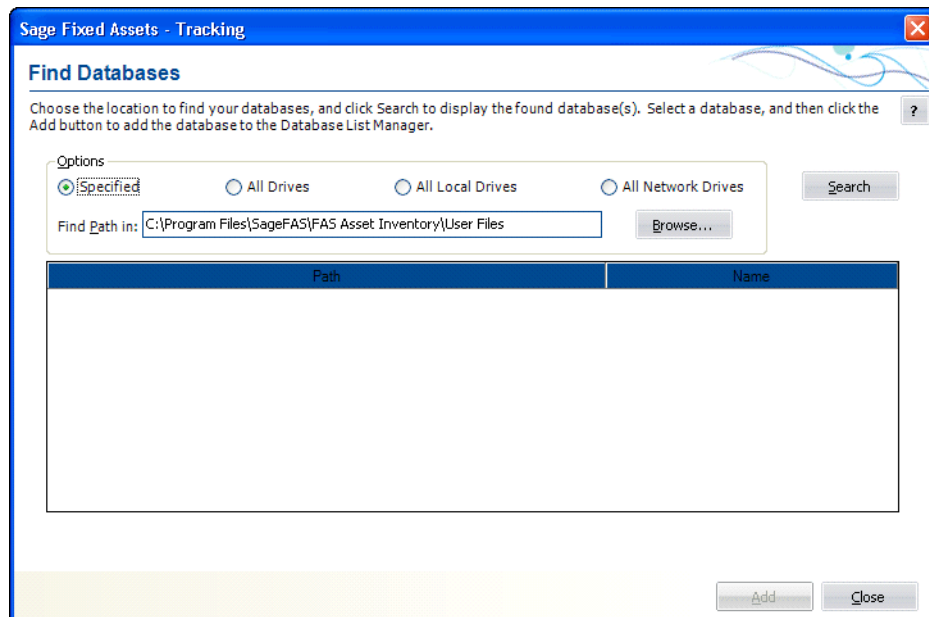 Sage Fixed Assets - Tracking
Find Databases
Choose the location to find your databases, and click Search to display the found database(s). Select a database, and then click the
Add button to add the database to the Database List Manager.
?
Options
Specified All Drives All Local Drives All Network Drives Search
Find Path in: C:\Program Files\SageFAS\FAS Asset Inventory\User Files Browse...
Path Name
Add Close